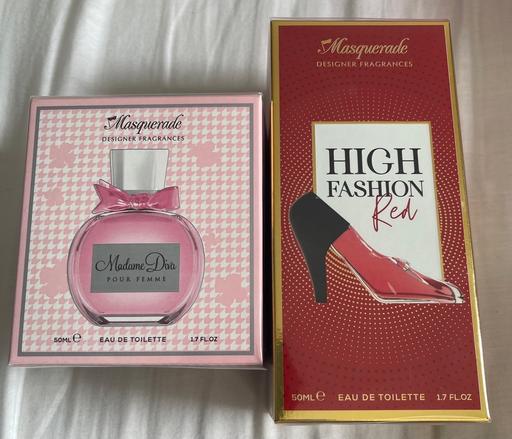 Masquerade
DESIGNER FRAGRANCES
Madame Diva
POUR FEMME
50ML ℮ EAU DE TOILETTE 1.7 FL.OZ
Masquerade
DESIGNER FRAGRANCES
HIGH
FASHION
Red
50ML ℮ EAU DE TOILETTE 1.7 FL.OZ